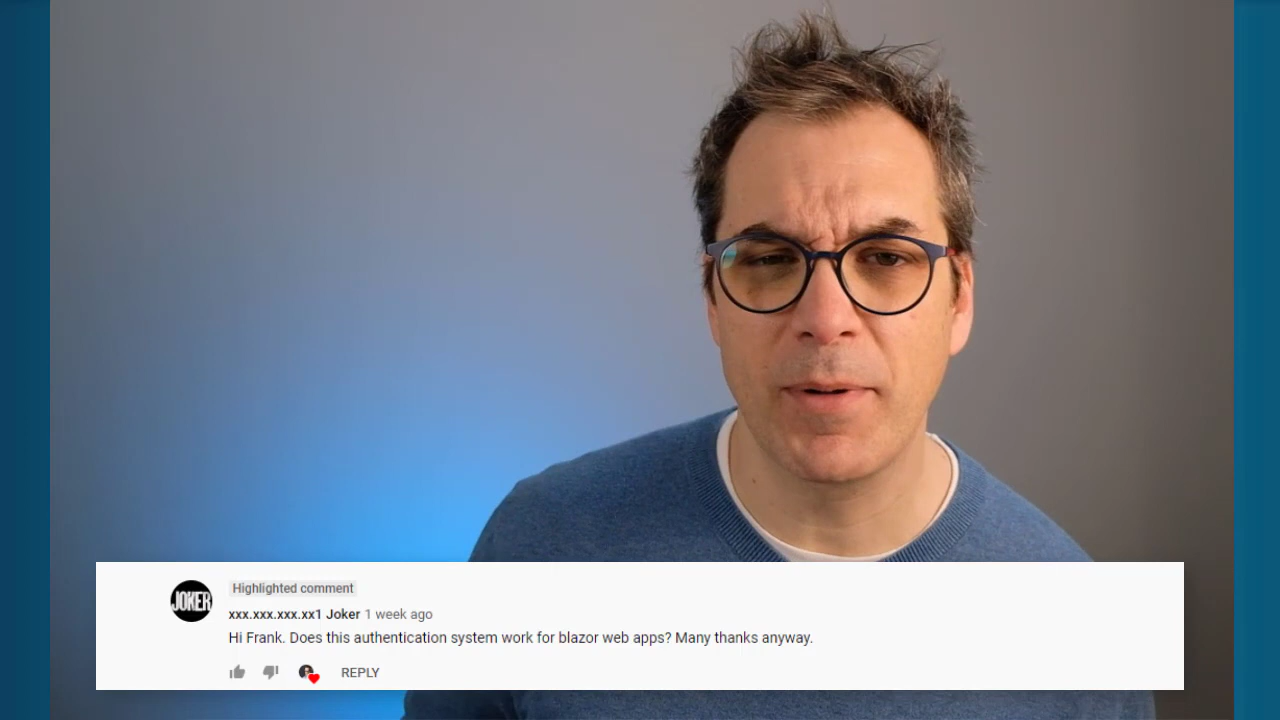 JOKER
Highlighted comment
xxx.xxx.xxx.xx1 Joker 1 week ago
Hi Frank. Does this authentication system work for blazor web apps? Many thanks anyway.
REPLY